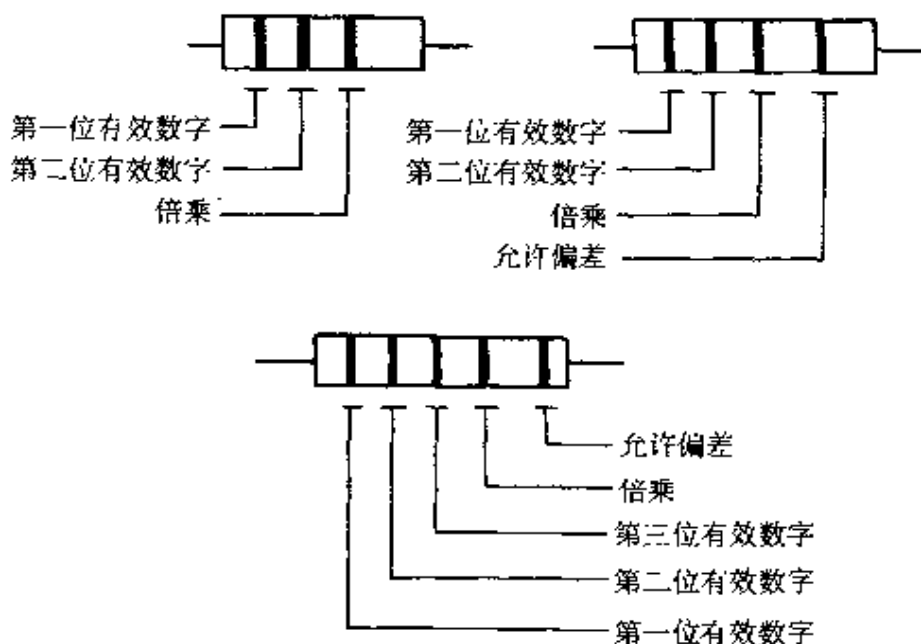 第一位有效数字
第二位有效数字
倍乘
第一位有效数字
第二位有效数字
倍乘
允许偏差
允许偏差
倍乘
第三位有效数字
第二位有效数字
第一位有效数字